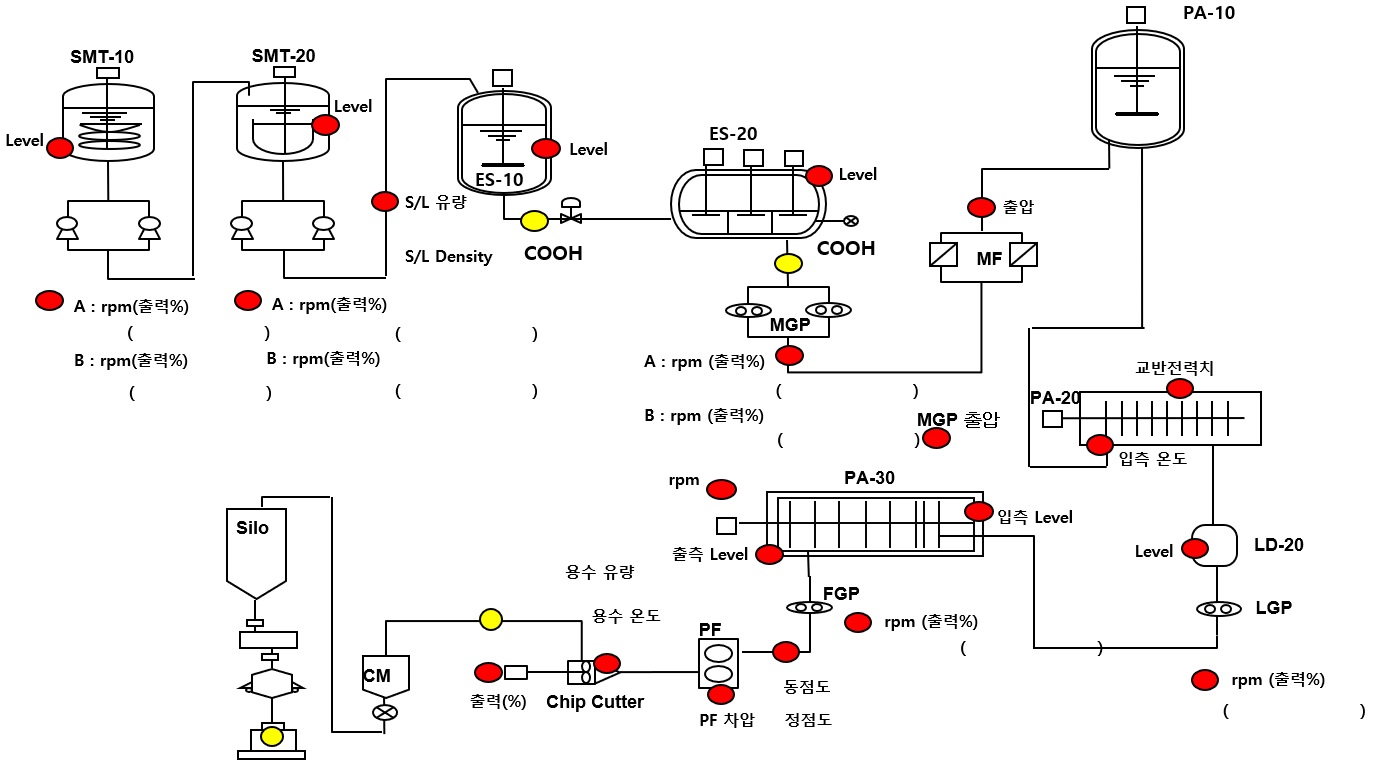 PA-10
SMT-10
SMT-20
Level
Level
ES-20
Level
ES-10
Level
S/L 유량
출압
COOH
COOH
S/L Density
MF
A : rpm(출력%)
A : rpm(출력%)
MGP
( )
( )
( )
B : rpm(출력%)
B : rpm(출력%)
A : rpm (출력%)
교반전력치
( )
( )
( )
PA-20
B : rpm (출력%)
MGP 출압
( )
입측 온도
PA-30
rpm
Silo
입측 Level
출측 Level
Level
LD-20
용수 유량
FGP
LGP
용수 온도
rpm (출력%)
PF
( )
CM
rpm (출력%)
동점도
출력(%)
Chip Cutter
PF 차압
정점도
( )